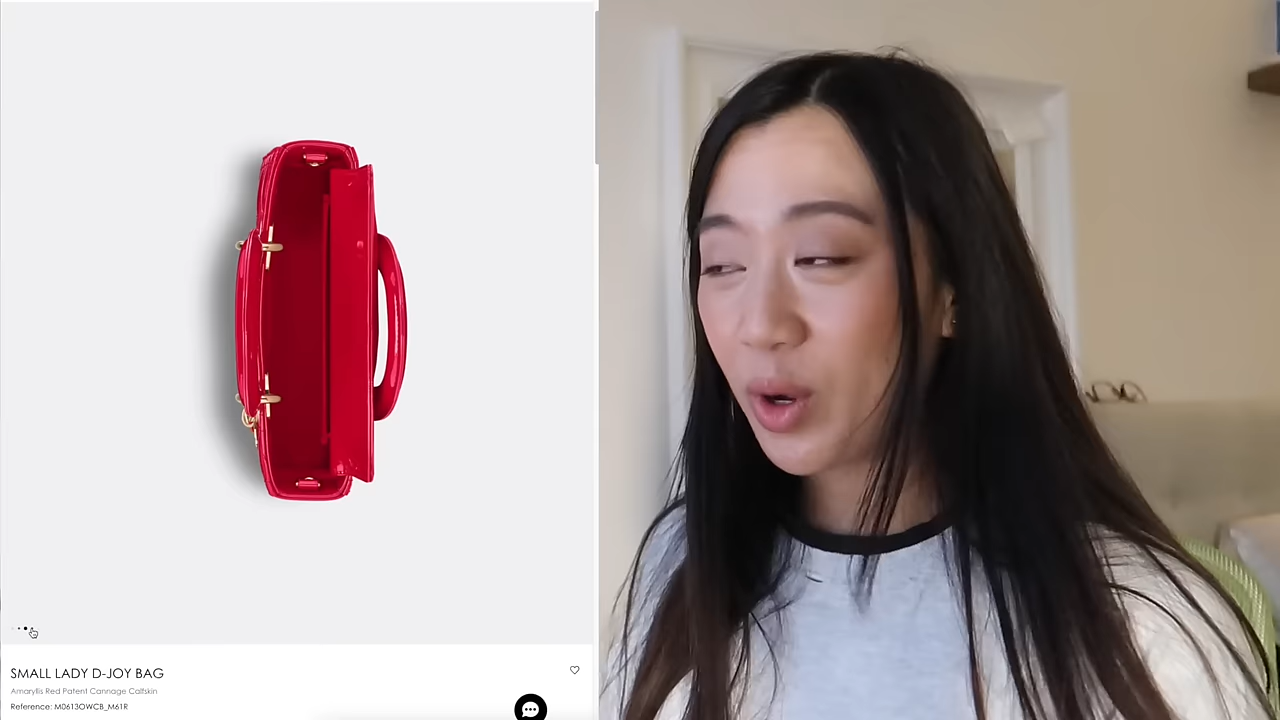 SMALL LADY D-JOY BAG
Amaryllis Red Patent Cannage Calfskin
Reference: M0613OWCB_M61R